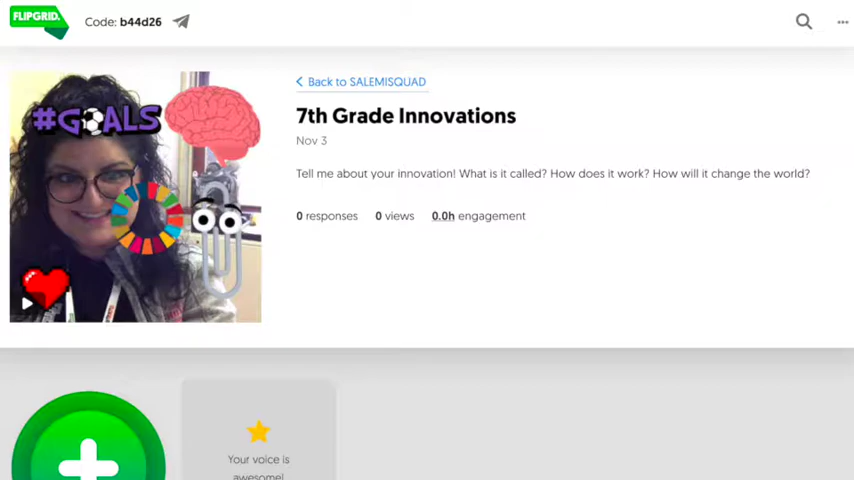 FLIPGRID.
Code: b44d26
Back to SALEMISQUAD
#GOALS
7th Grade Innovations
Nov 3
Tell me about your innovation! What is it called? How does it work? How will it change the world?
0 responses 0 views 0.0h engagement
Your voice is
awesome!